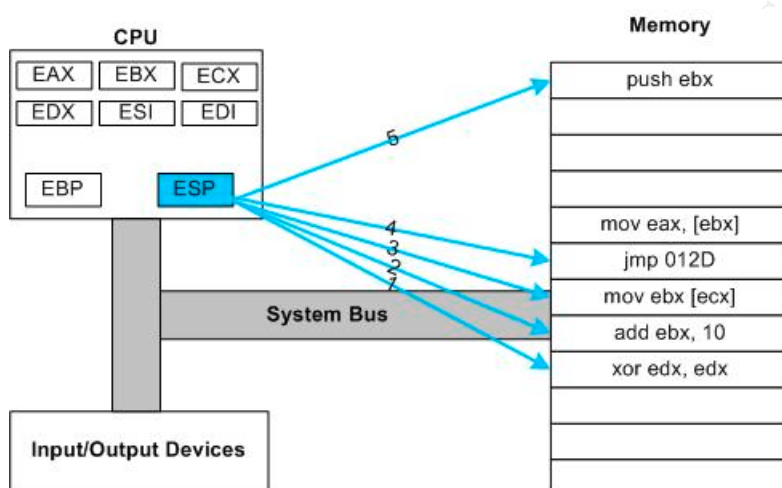 CPU
Memory
EAX EBX ECX
EDX ESI EDI
EBP ESP
push ebx
mov eax, [ebx]
jmp 012D
mov ebx [ecx]
add ebx, 10
xor edx, edx
5
4
3
2
1
System Bus
Input/Output Devices